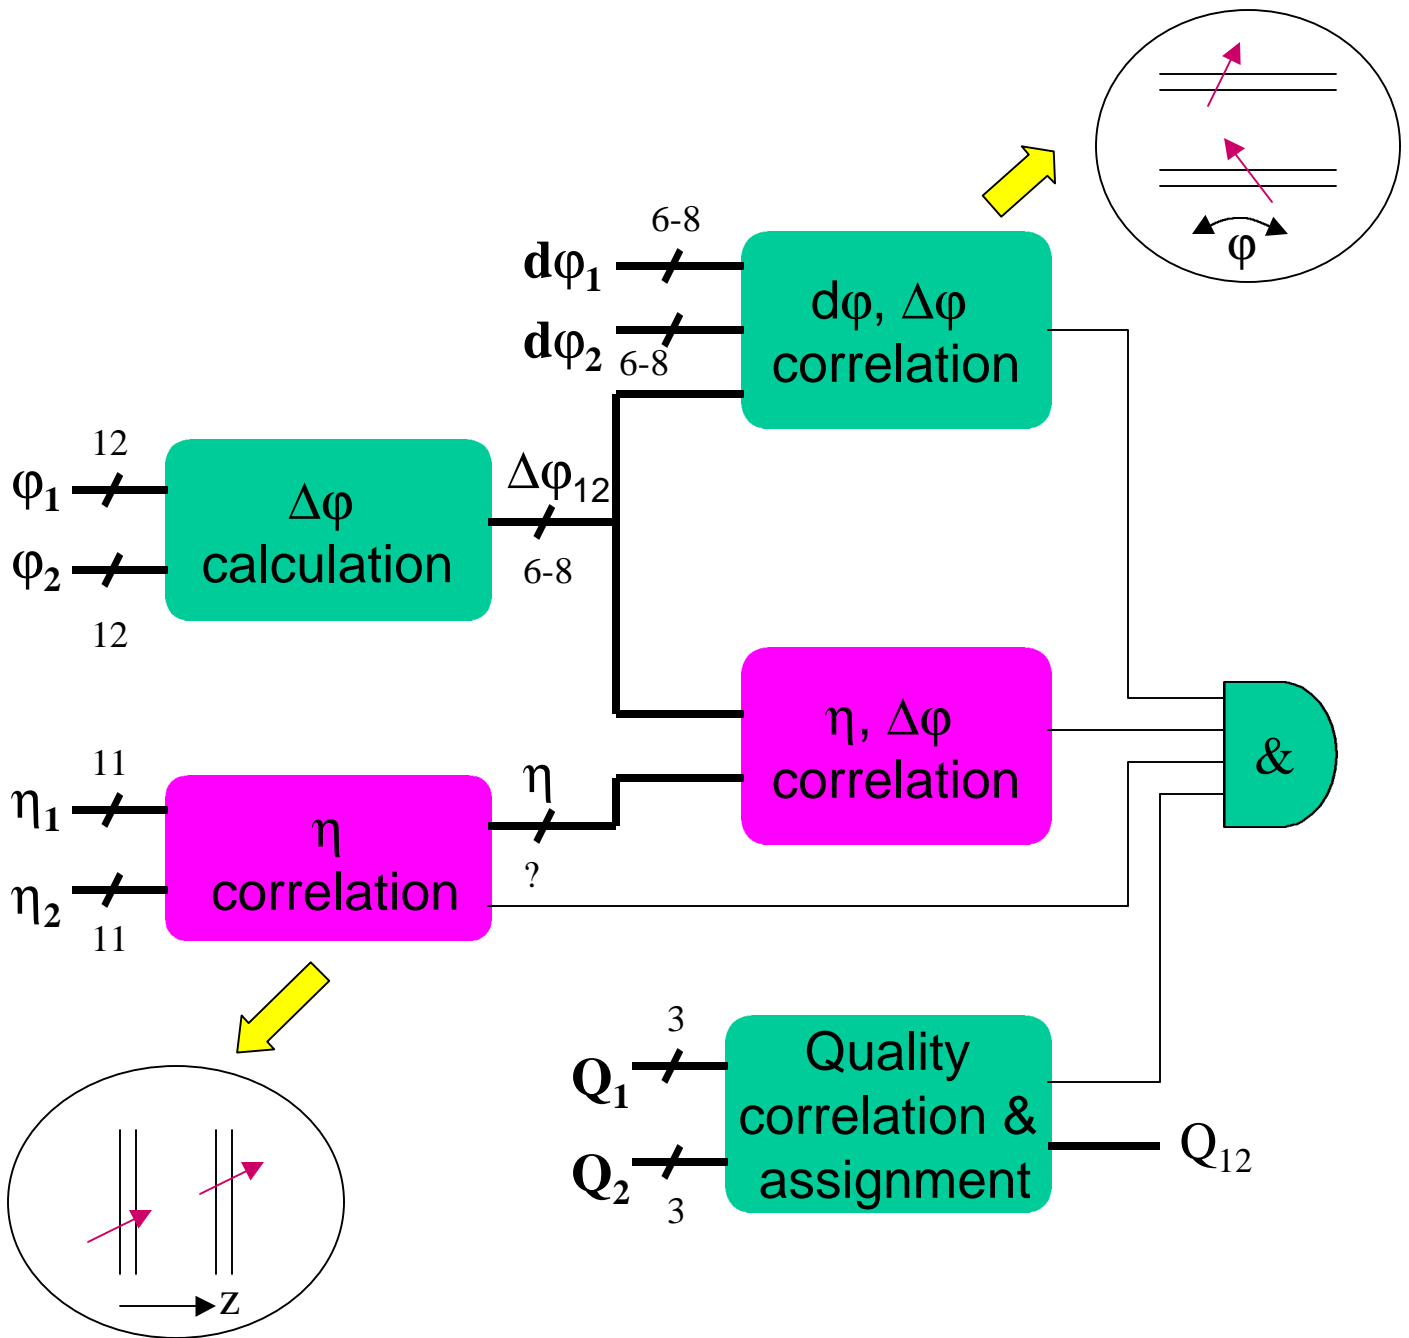 φ
6-8
dφ1
dφ2
6-8
dφ, Δφ
correlation
12
φ1
φ2
12
Δφ
calculation
Δφ12
6-8
η, Δφ
correlation
&
11
η1
η2
11
η
correlation
η
?
3
Q1
Q2
3
Quality
correlation &
assignment
Q12
z